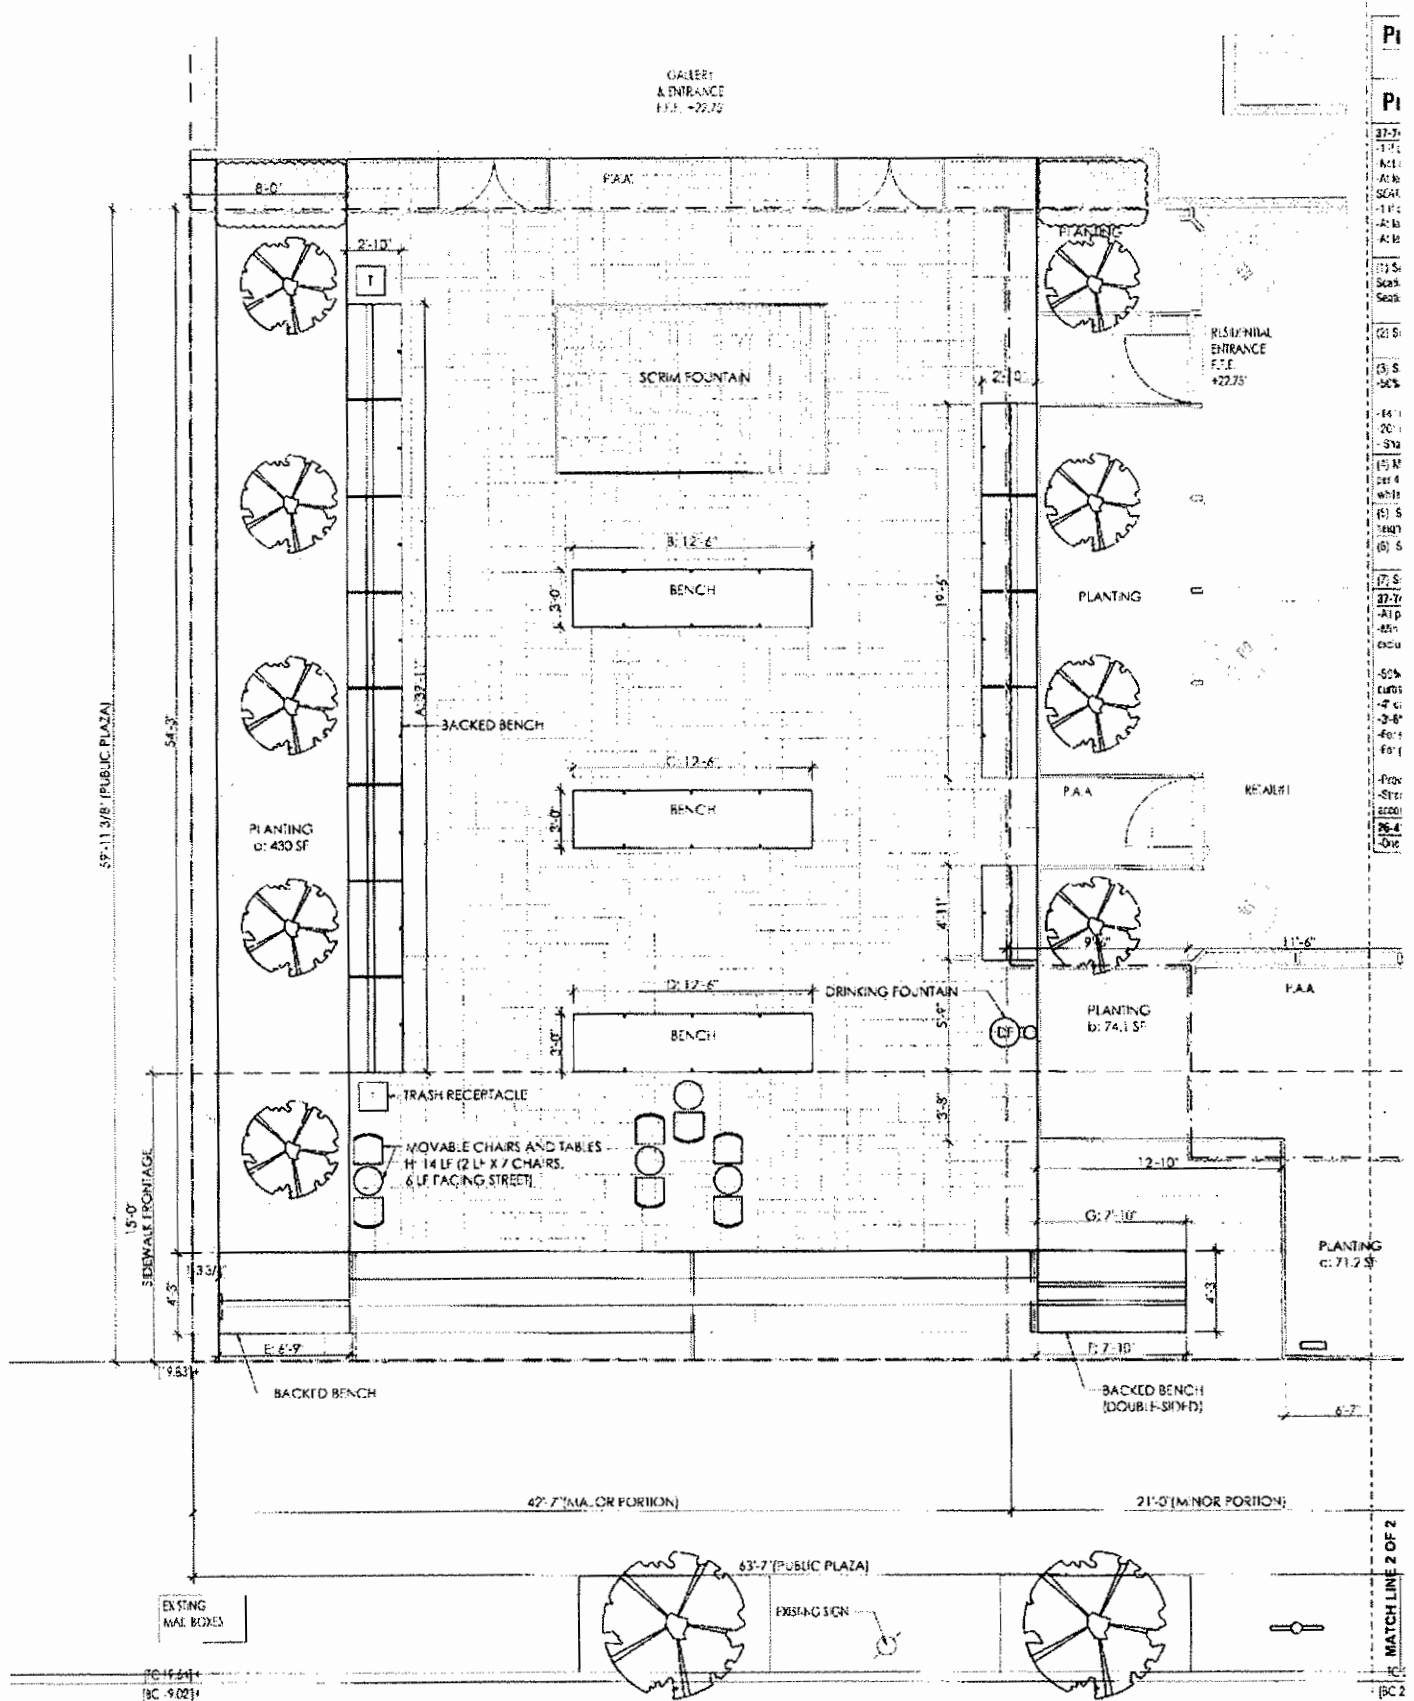 GALLERY
& ENTRANCE
F.F.E. +22.75'
P.A.A.
8'-0"
PLANTING
2'-10"
T
SCRIM FOUNTAIN
RESIDENTIAL
ENTRANCE
F.F.E.
+22.75'
2'-10"
B: 12'-6"
BENCH
3'-0"
19'-5"
PLANTING
59'-11 3/8" (PUBLIC PLAZA)
54'-3"
BACKED BENCH
C: 12'-6"
BENCH
3'-0"
P.A.A
RETAIL#1
PLANTING
a: 430 SF
4'-11"
9'-6"
11'-6"
D: 12'-6"
DRINKING FOUNTAIN
5'-9"
P.A.A
PLANTING
b: 74.1 SF
BENCH
3'-0"
DF
TRASH RECEPTACLE
3'-8"
MOVABLE CHAIRS AND TABLES
H: 14 LF (2 LF X 7 CHAIRS,
6 LF FACING STREET)
12'-10"
15'-0"
SIDEWALK FRONTAGE
G: 7'-10"
PLANTING
c: 71.2 SF
4'-3"
4'-3
E: 6'-9"
F: 7'-10"
BACKED BENCH
BACKED BENCH
(DOUBLE-SIDED)
6'-7"
42'-7" (MAJOR PORTION)
21'-0" (MINOR PORTION)
63'-7" (PUBLIC PLAZA)
EXISTING
MAIL BOXES
EXISTING SIGN
MATCH LINE 2 OF 2